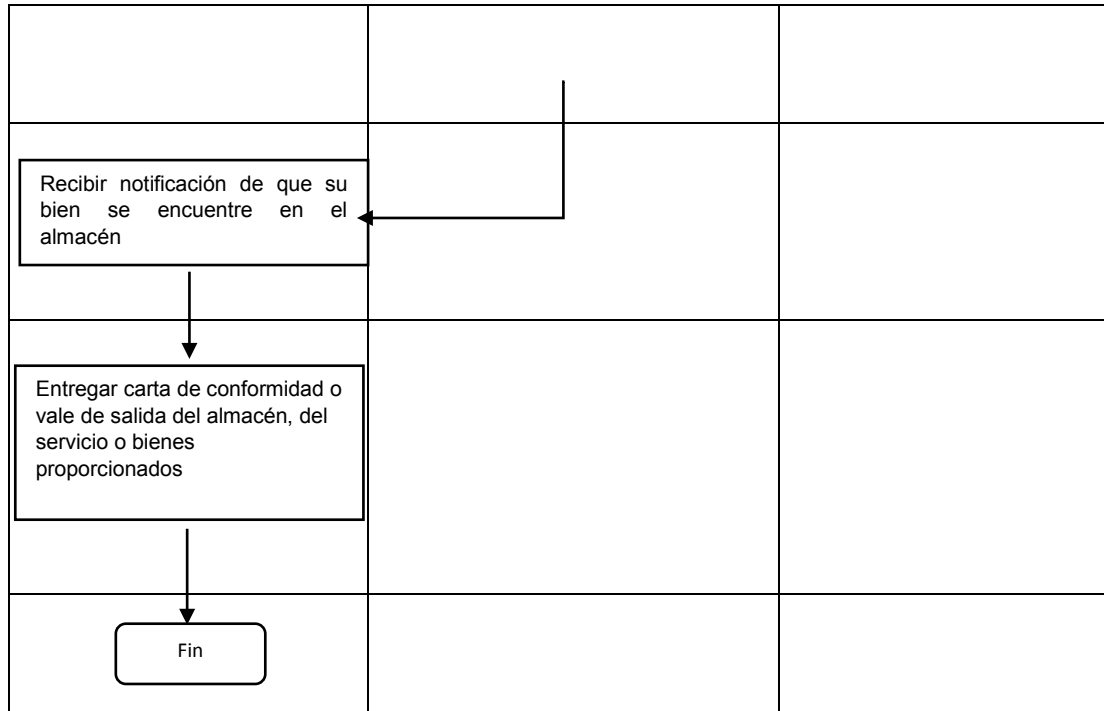 Recibir notificación de que su
bien se encuentre en el
almacén
Entregar carta de conformidad o
vale de salida del almacén, del
servicio o bienes
proporcionados
Fin